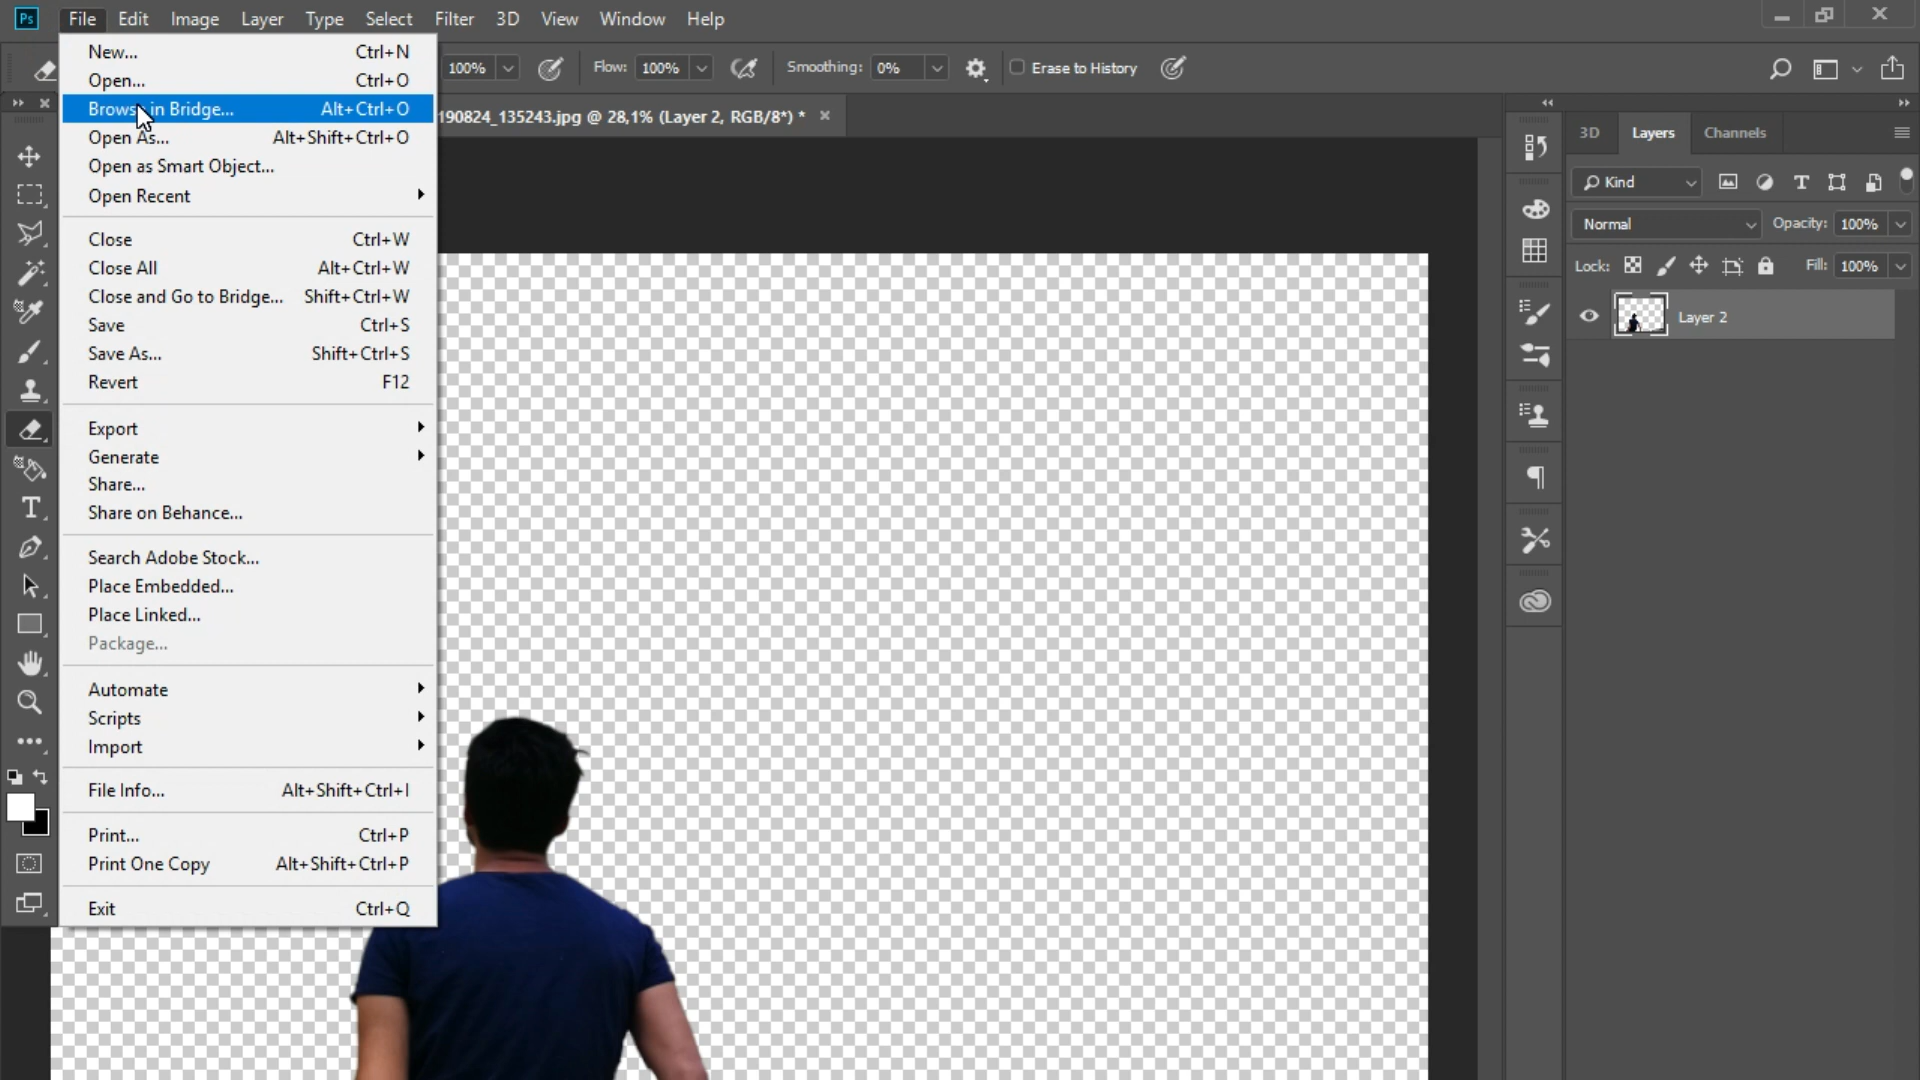 Ps File Edit Image Layer Type Select Filter 3D View Window Help
100% Flow: 100% Smoothing: 0% Erase to History
190824_135243.jpg @ 28,1% (Layer 2, RGB/8*) * ×
New... Ctrl+N
Open... Ctrl+O
Browse in Bridge... Alt+Ctrl+O
Open As... Alt+Shift+Ctrl+O
Open as Smart Object...
Open Recent
Close Ctrl+W
Close All Alt+Ctrl+W
Close and Go to Bridge... Shift+Ctrl+W
Save Ctrl+S
Save As... Shift+Ctrl+S
Revert F12
Export
Generate
Share...
Share on Behance...
Search Adobe Stock...
Place Embedded...
Place Linked...
Package...
Automate
Scripts
Import
File Info... Alt+Shift+Ctrl+I
Print... Ctrl+P
Print One Copy Alt+Shift+Ctrl+P
Exit Ctrl+Q
3D Layers Channels
Kind
Normal Opacity: 100%
Lock: Fill: 100%
Layer 2